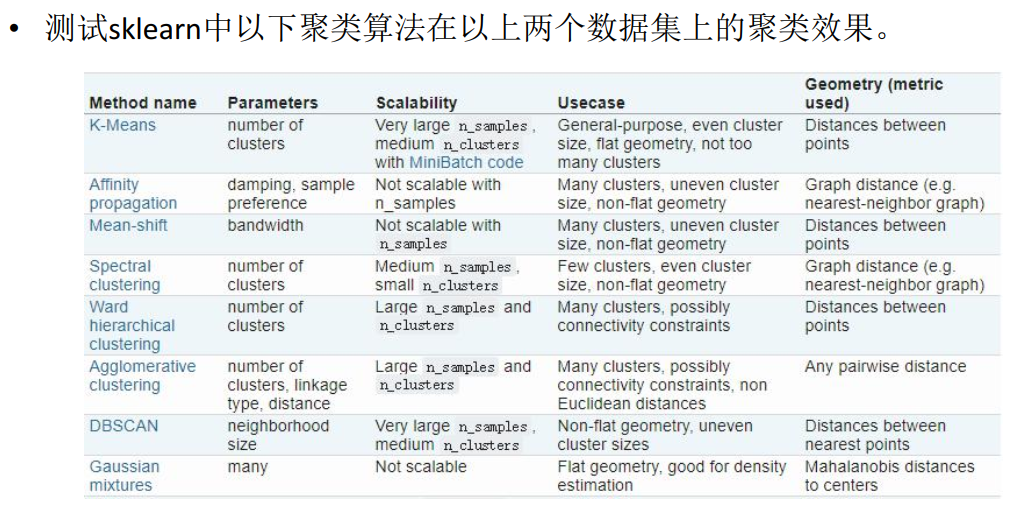 • 测试sklearn中以下聚类算法在以上两个数据集上的聚类效果。
Method name Parameters Scalability Usecase Geometry (metric used)
K-Means number of clusters Very large n_samples, medium n_clusters with MiniBatch code General-purpose, even cluster size, flat geometry, not too many clusters Distances between points
Affinity propagation damping, sample preference Not scalable with n_samples Many clusters, uneven cluster size, non-flat geometry Graph distance (e.g. nearest-neighbor graph)
Mean-shift bandwidth Not scalable with n_samples Many clusters, uneven cluster size, non-flat geometry Distances between points
Spectral clustering number of clusters Medium n_samples, small n_clusters Few clusters, even cluster size, non-flat geometry Graph distance (e.g. nearest-neighbor graph)
Ward hierarchical clustering number of clusters Large n_samples and n_clusters Many clusters, possibly connectivity constraints Distances between points
Agglomerative clustering number of clusters, linkage type, distance Large n_samples and n_clusters Many clusters, possibly connectivity constraints, non Euclidean distances Any pairwise distance
DBSCAN neighborhood size Very large n_samples, medium n_clusters Non-flat geometry, uneven cluster sizes Distances between nearest points
Gaussian mixtures many Not scalable Flat geometry, good for density estimation Mahalanobis distances to centers